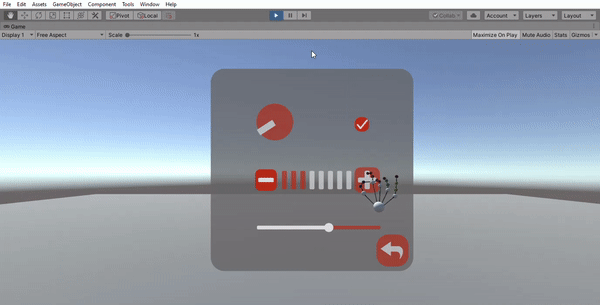 File Edit Assets GameObject Component Tools Window Help
Pivot Local Collab Account Layers Layout
Game
Display 1 Free Aspect Scale 1x Maximize On Play Mute Audio Stats Gizmos